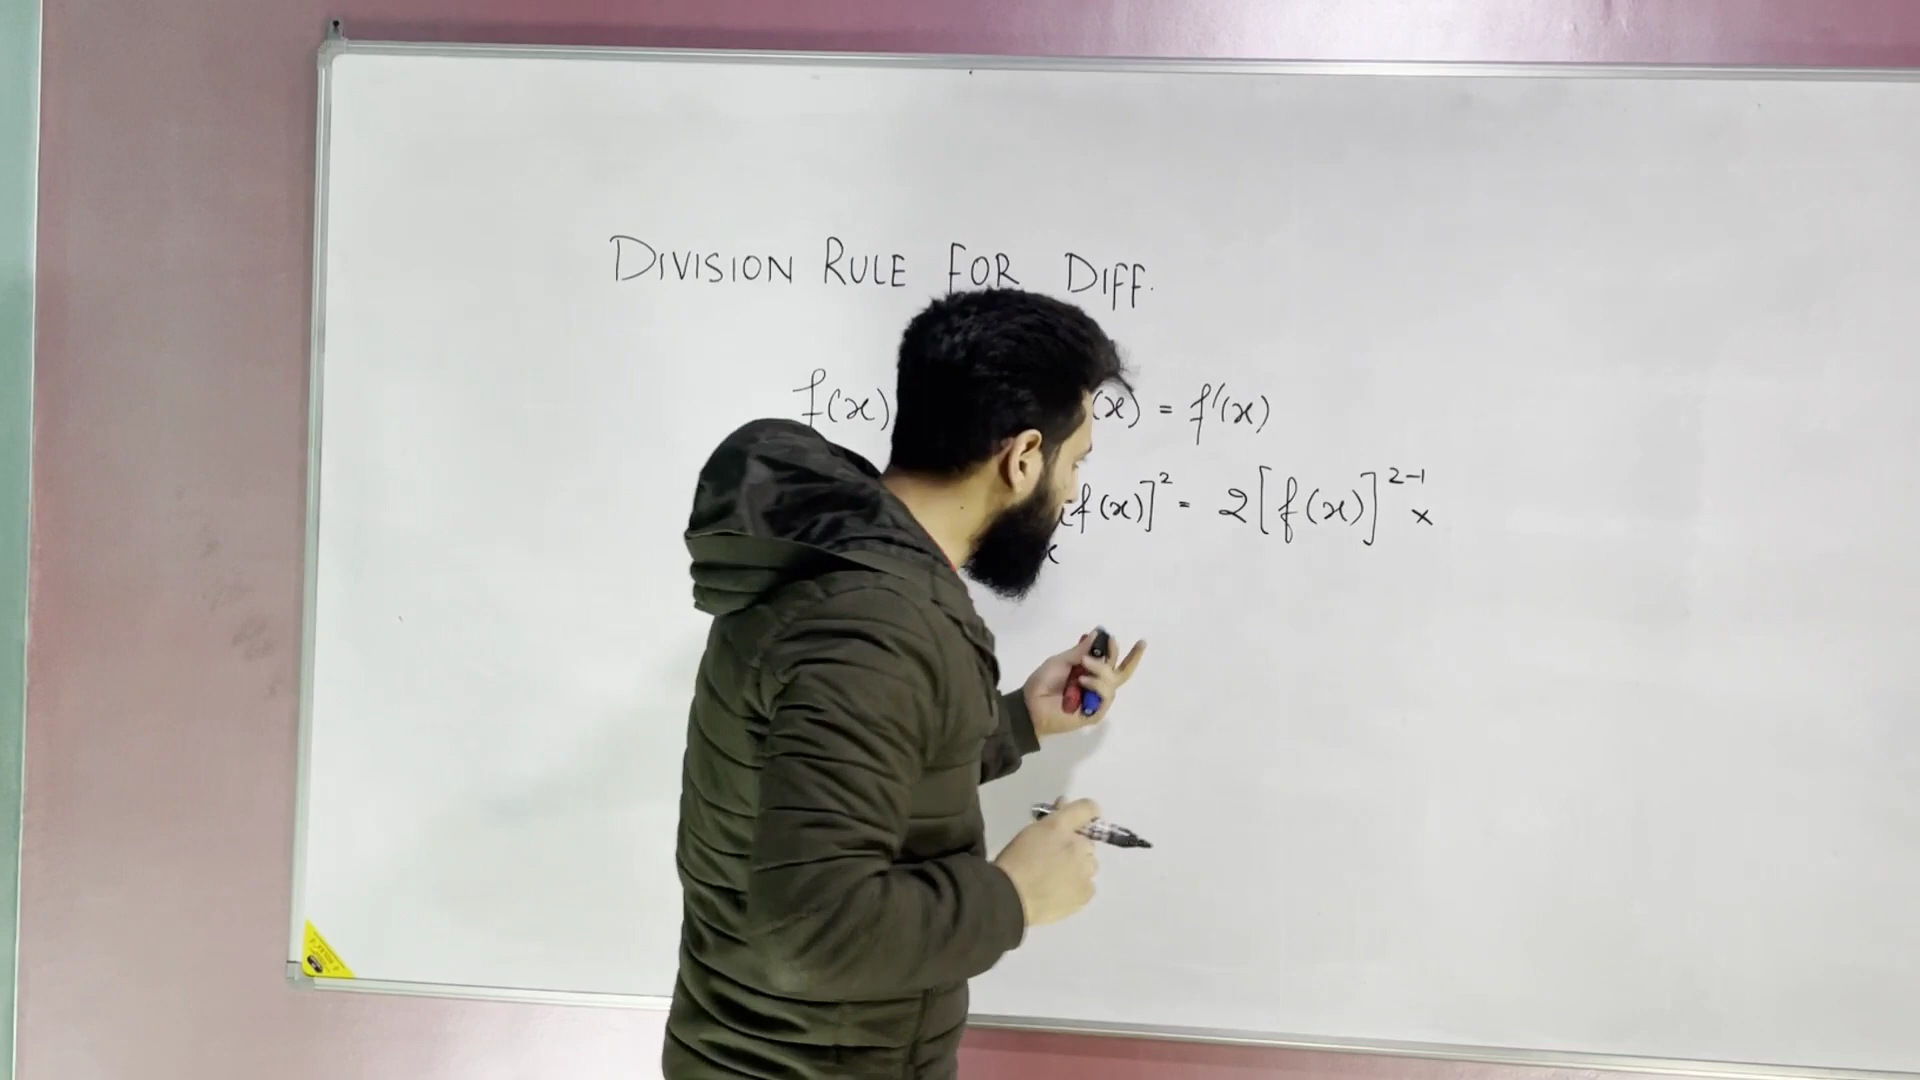 DIVISION RULE FOR DIFF.
f(x) (x) = f'(x)
[f(x)]² = 2[f(x)]²⁻¹ ×